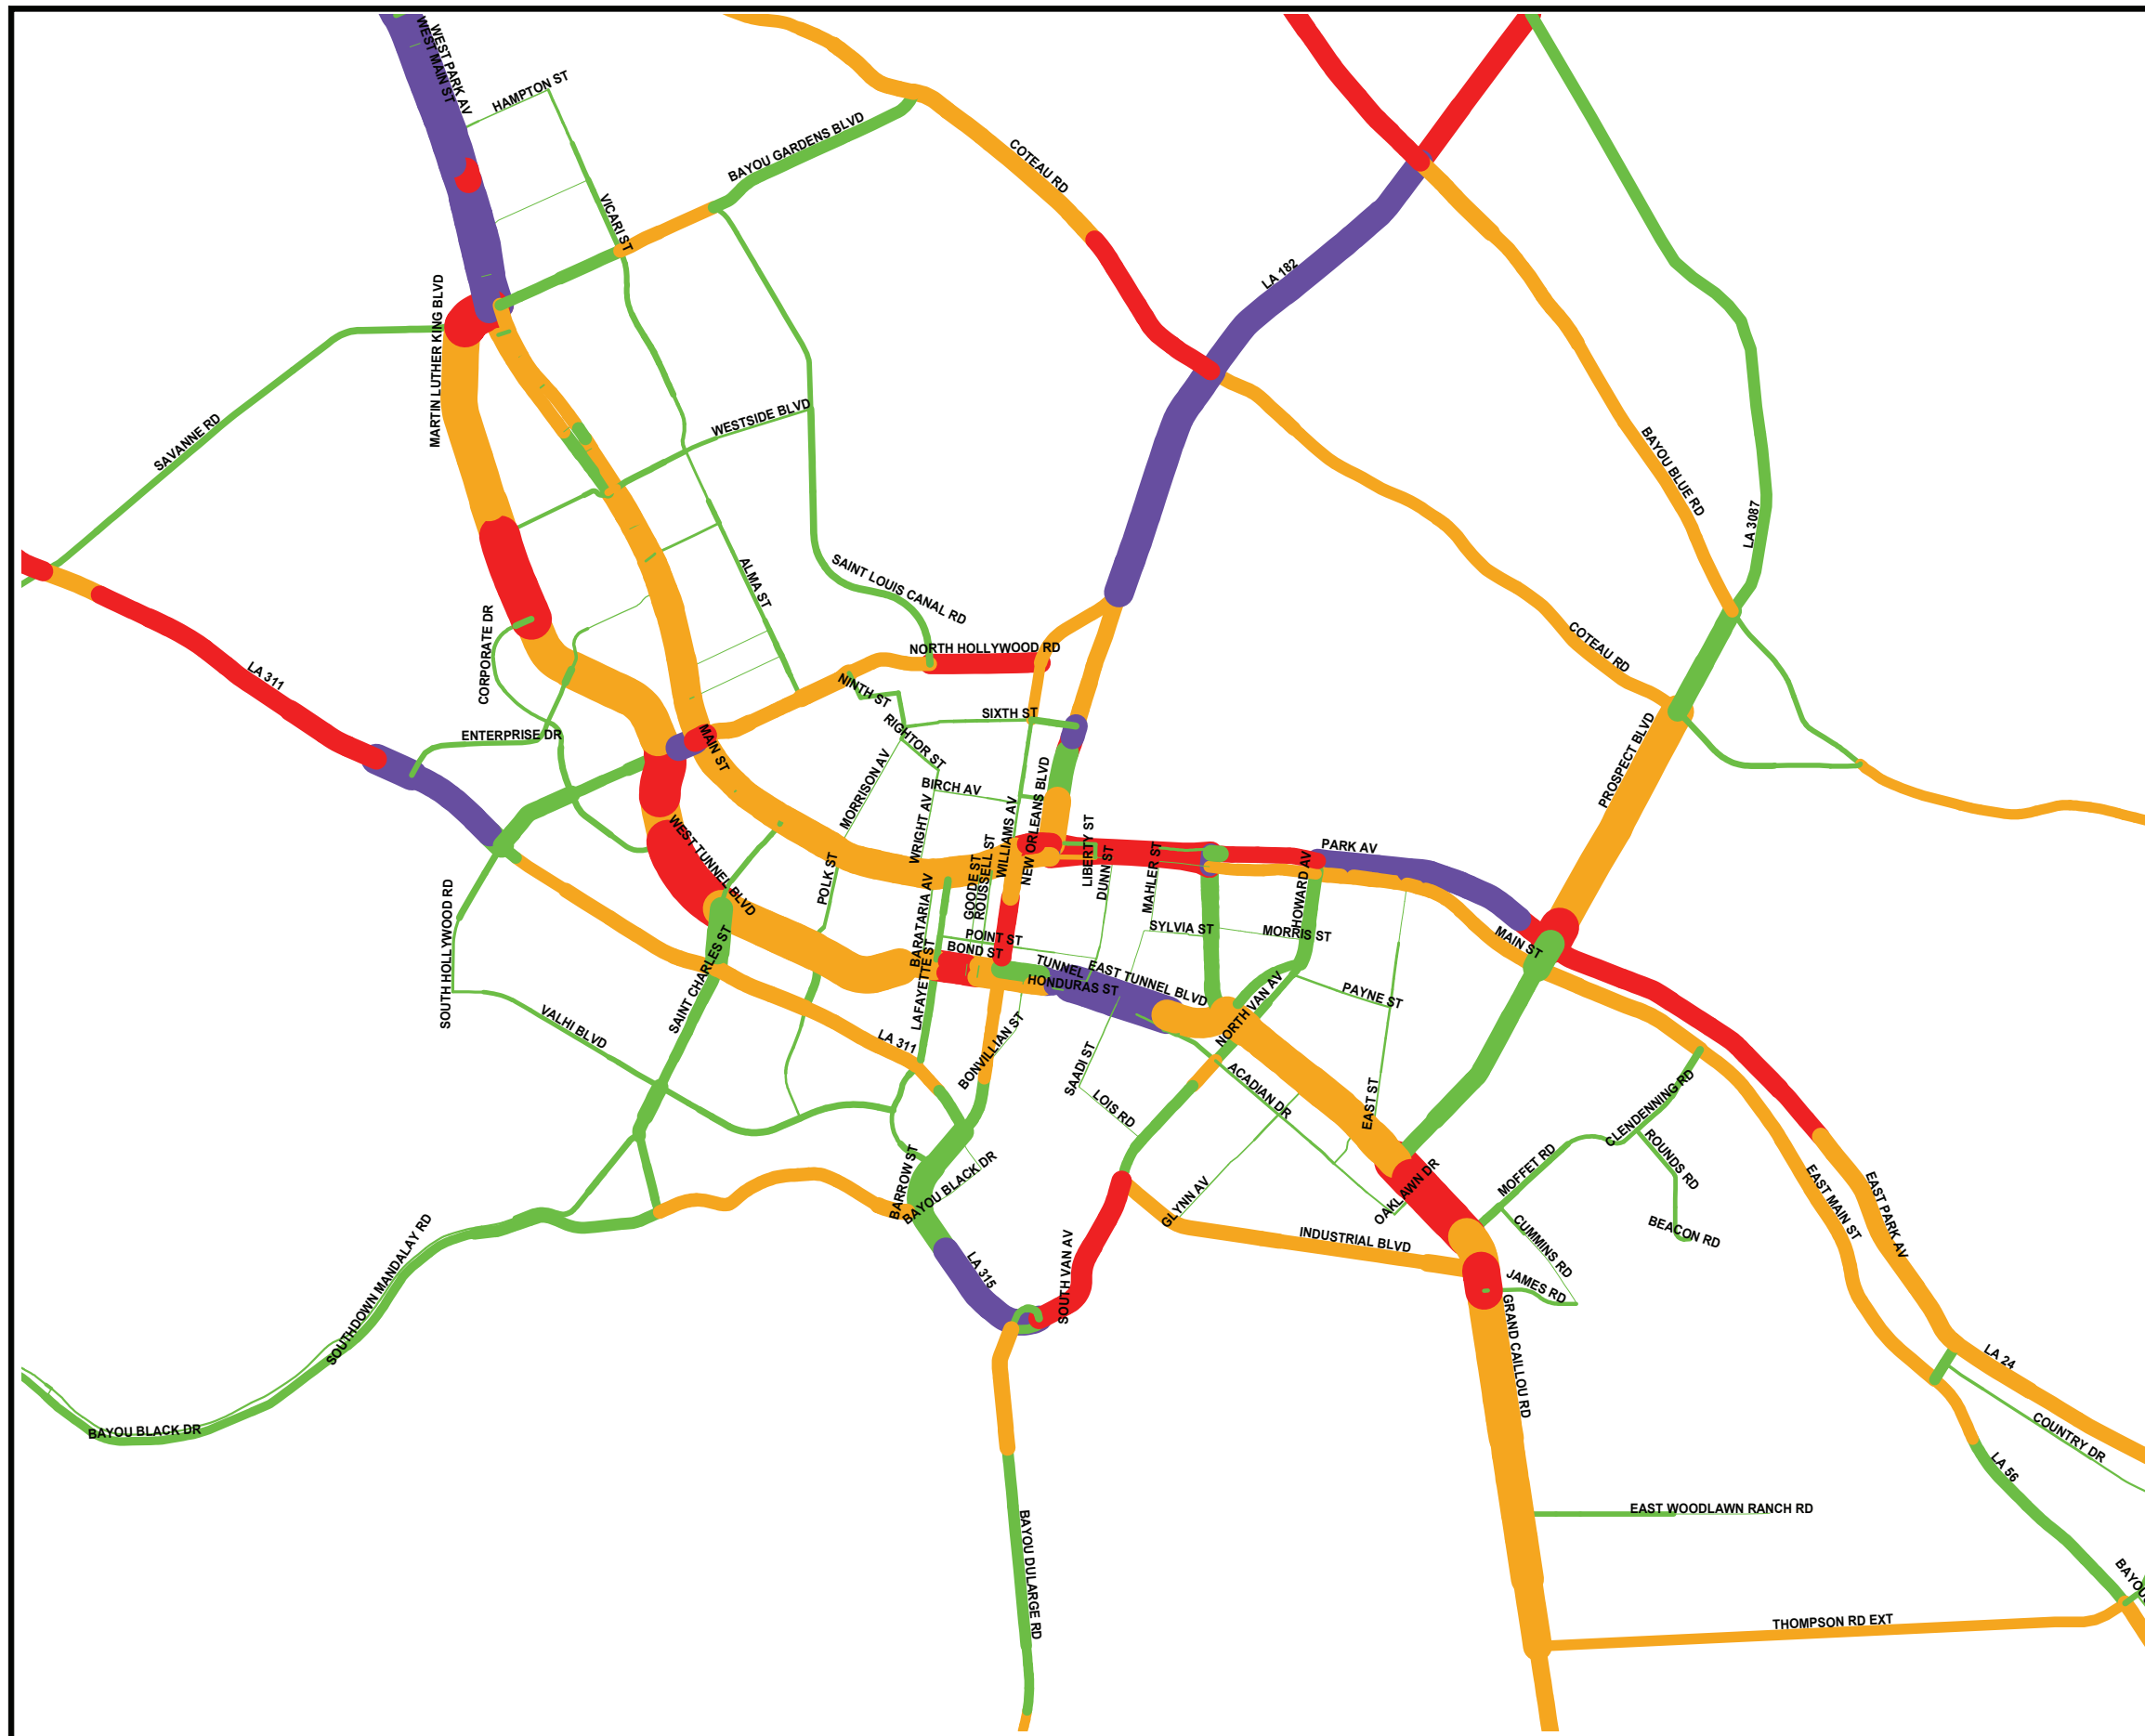 WEST PARK AV
WEST MAIN ST
HAMPTON ST
BAYOU GARDENS BLVD
COTEAU RD
VICARI ST
LA 182
MARTIN LUTHER KING BLVD
SAVANNE RD
WESTSIDE BLVD
BAYOU BLUE RD
LA 3087
SAINT LOUIS CANAL RD
ALMA ST
CORPORATE DR
NORTH HOLLYWOOD RD
COTEAU RD
LA 311
NINTH ST
SIXTH ST
RIGHTOR ST
ENTERPRISE DR
MAIN ST
MORRISON AV
BIRCH AV
NEW ORLEANS BLVD
PROSPECT BLVD
WRIGHT AV
WILLIAMS AV
LIBERTY ST
DUNN ST
MAHLER ST
PARK AV
WEST TUNNEL BLVD
POLK ST
GOODE ST
ROUSSELL ST
HOWARD AV
BARATARIA AV
SYLVIA ST
MORRIS ST
MAIN ST
POINT ST
BOND ST
SOUTH HOLLYWOOD RD
SAINT CHARLES ST
LAFAYETTE ST
TUNNEL
EAST TUNNEL BLVD
HONDURAS ST
PAYNE ST
NORTH VAN AV
VALHI BLVD
LA 311
BONVILLIAN ST
SAADI ST
ACADIAN DR
LOIS RD
EAST ST
CLENDENNING RD
ROUNDS RD
MOFFET RD
BARROW ST
BAYOU BLACK DR
GLYNN AV
OAKLAWN DR
EAST MAIN ST
EAST PARK AV
BEACON RD
CUMMINS RD
INDUSTRIAL BLVD
SOUTHDOWN MANDALAY RD
LA 315
SOUTH VAN AV
JAMES RD
GRAND CAILLOU RD
LA 24
BAYOU BLACK DR
COUNTRY DR
LA 56
BAYOU DULARGE RD
EAST WOODLAWN RANCH RD
THOMPSON RD EXT